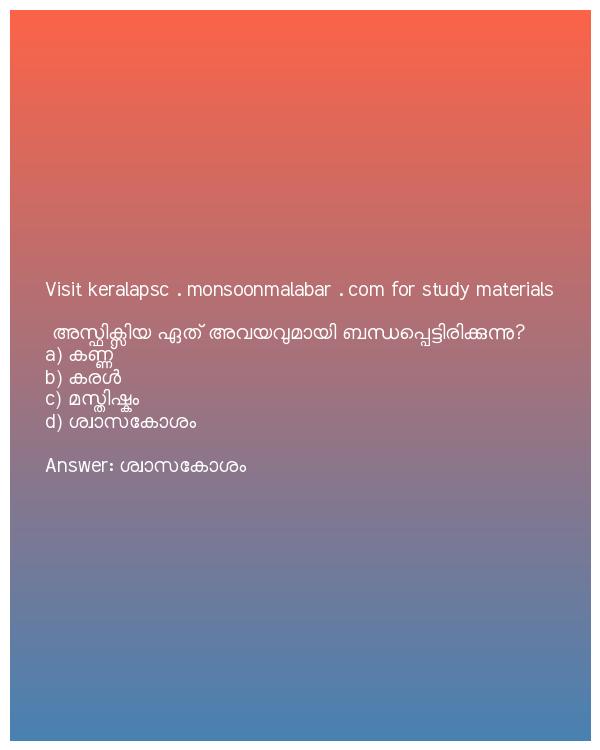 Visit keralapsc . monsoonmalabar . com for study materials
അസ്ഫിക്സിയ ഏത് അവയവുമായി ബന്ധപ്പെട്ടിരിക്കുന്നു?
a) കണ്ണ്
b) കരൾ
c) മസ്തിഷ്കം
d) ശ്വാസകോശം
Answer: ശ്വാസകോശം